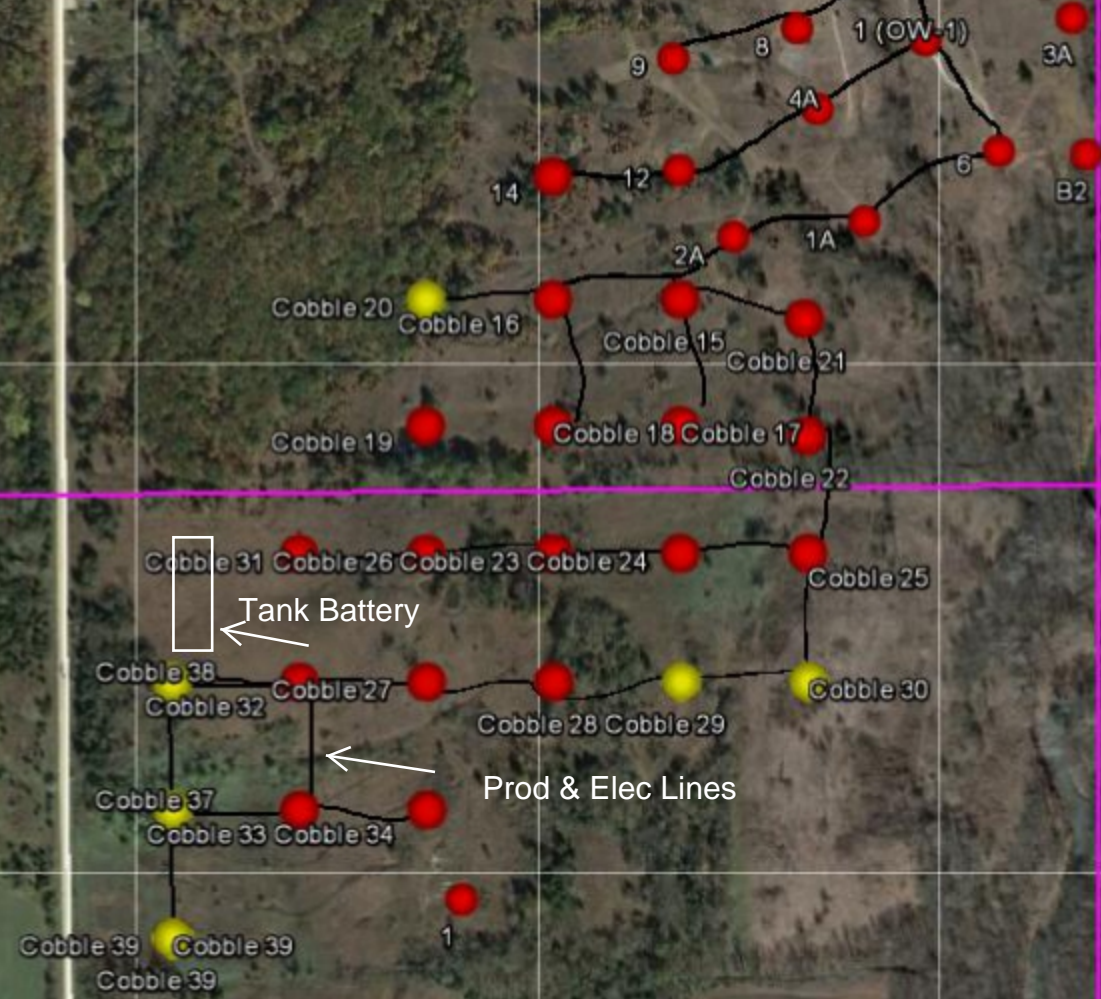 1 (OW-1)
8
3A
9
4A
12
14
6
B2
1A
2A
Cobble 20
Cobble 16
Cobble 15
Cobble 21
Cobble 18
Cobble 17
Cobble 19
Cobble 22
Cobble 31
Cobble 26
Cobble 23
Cobble 24
Cobble 25
Tank Battery
Cobble 38
Cobble 27
Cobble 30
Cobble 32
Cobble 28
Cobble 29
Prod & Elec Lines
Cobble 37
Cobble 33
Cobble 34
1
Cobble 39
Cobble 39
Cobble 39